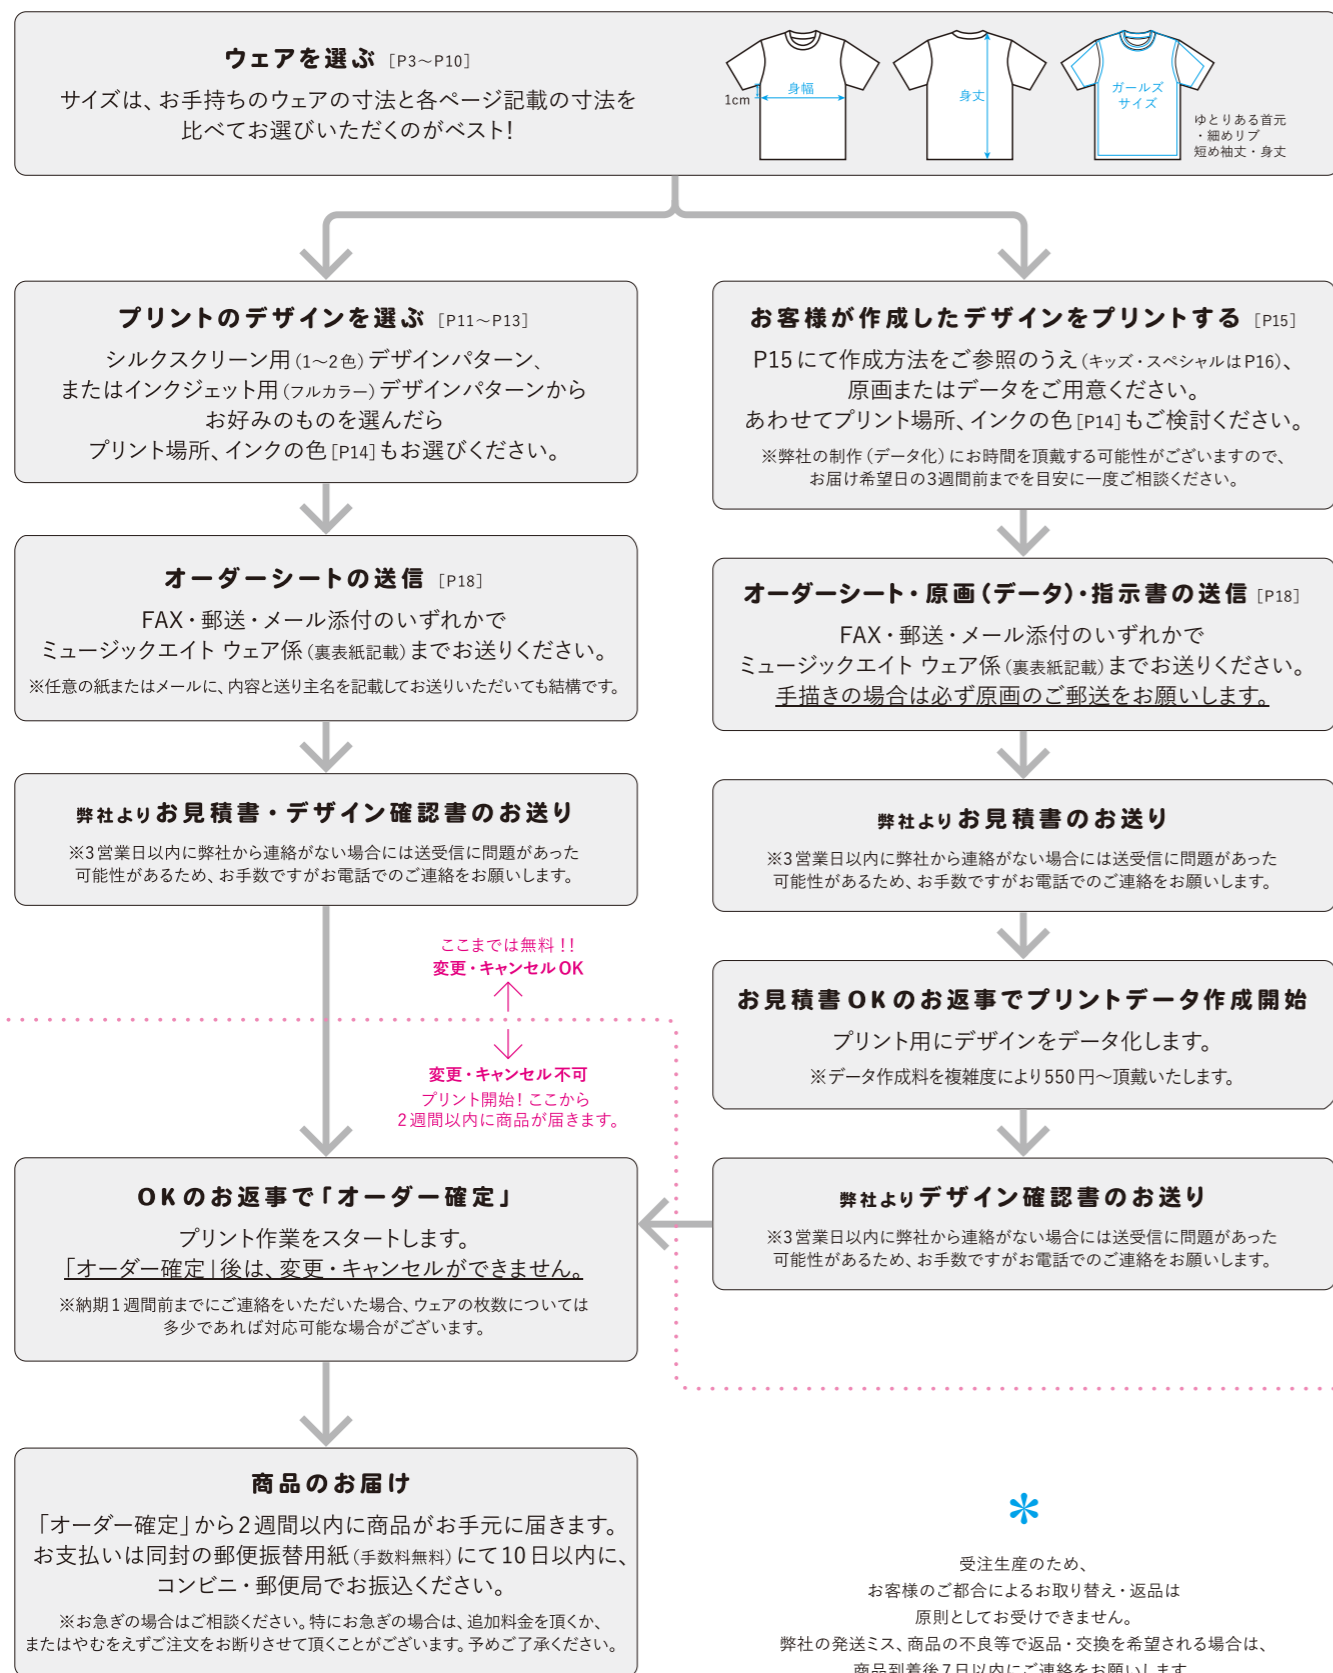 ウェアを選ぶ [P3〜P10]
サイズは、お手持ちのウェアの寸法と各ページ記載の寸法を
比べてお選びいただくのがベスト!
1cm
身幅
身丈
ガールズ
サイズ
ゆとりある首元
・細めリブ
短め袖丈・身丈
プリントのデザインを選ぶ [P11〜P13]
シルクスクリーン用(1〜2色)デザインパターン、
またはインクジェット用(フルカラー)デザインパターンから
お好みのものを選んだら
プリント場所、インクの色[P14]もお選びください。
オーダーシートの送信 [P18]
FAX・郵送・メール添付のいずれかで
ミュージックエイト ウェア係(裏表紙記載)までお送りください。
※任意の紙またはメールに、内容と送り主名を記載してお送りいただいても結構です。
弊社よりお見積書・デザイン確認書のお送り
※3営業日以内に弊社から連絡がない場合には送受信に問題があった
可能性があるため、お手数ですがお電話でのご連絡をお願いします。
お客様が作成したデザインをプリントする [P15]
P15にて作成方法をご参照のうえ(キッズ・スペシャルはP16)、
原画またはデータをご用意ください。
あわせてプリント場所、インクの色[P14]もご検討ください。
※弊社の制作(データ化)にお時間を頂戴する可能性がございますので、
お届け希望日の3週間前までを目安に一度ご相談ください。
オーダーシート・原画(データ)・指示書の送信 [P18]
FAX・郵送・メール添付のいずれかで
ミュージックエイト ウェア係(裏表紙記載)までお送りください。
手描きの場合は必ず原画のご郵送をお願いします。
弊社よりお見積書のお送り
※3営業日以内に弊社から連絡がない場合には送受信に問題があった
可能性があるため、お手数ですがお電話でのご連絡をお願いします。
お見積書OKのお返事でプリントデータ作成開始
プリント用にデザインをデータ化します。
※データ作成料を複雑度により550円〜頂戴いたします。
弊社よりデザイン確認書のお送り
※3営業日以内に弊社から連絡がない場合には送受信に問題があった
可能性があるため、お手数ですがお電話でのご連絡をお願いします。
ここまでは無料!!
変更・キャンセルOK
変更・キャンセル不可
プリント開始!ここから
2週間以内に商品が届きます。
OKのお返事で「オーダー確定」
プリント作業をスタートします。
「オーダー確定」後は、変更・キャンセルができません。
※納期1週間前までにご連絡をいただいた場合、ウェアの枚数については
多少であれば対応可能な場合がございます。
商品のお届け
「オーダー確定」から2週間以内に商品がお手元に届きます。
お支払いは同封の郵便振替用紙(手数料無料)にて10日以内に、
コンビニ・郵便局でお振込ください。
※お急ぎの場合はご相談ください。特にお急ぎの場合は、追加料金を頂くか、
またはやむをえずご注文をお断りさせて頂くことがございます。予めご了承ください。
*
受注生産のため、
お客様のご都合によるお取り替え・返品は
原則としてお受けできません。
弊社の発送ミス、商品の不良等で返品・交換を希望される場合は、
商品到着後7日以内にご連絡をお願いします